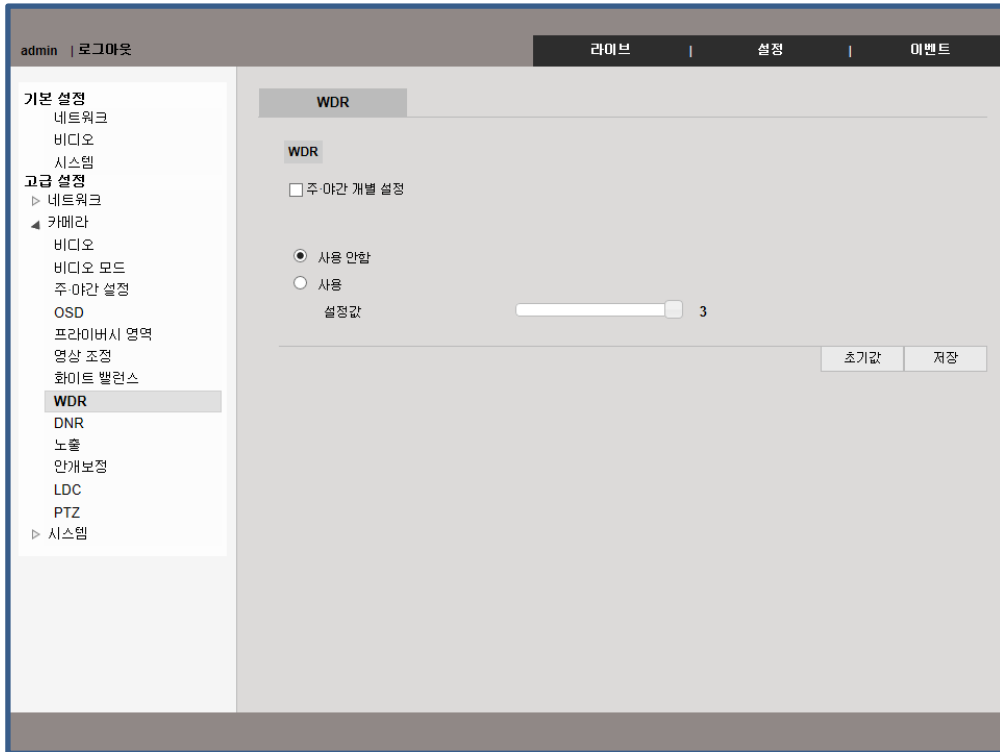 admin | 로그아웃
라이브 | 설정 | 이벤트
기본 설정
네트워크
비디오
시스템
고급 설정
네트워크
카메라
비디오
비디오 모드
주·야간 설정
OSD
프라이버시 영역
영상 조정
화이트 밸런스
WDR
DNR
노출
안개보정
LDC
PTZ
시스템
WDR
WDR
주·야간 개별 설정
사용 안함
사용
설정값 3
초기값 저장